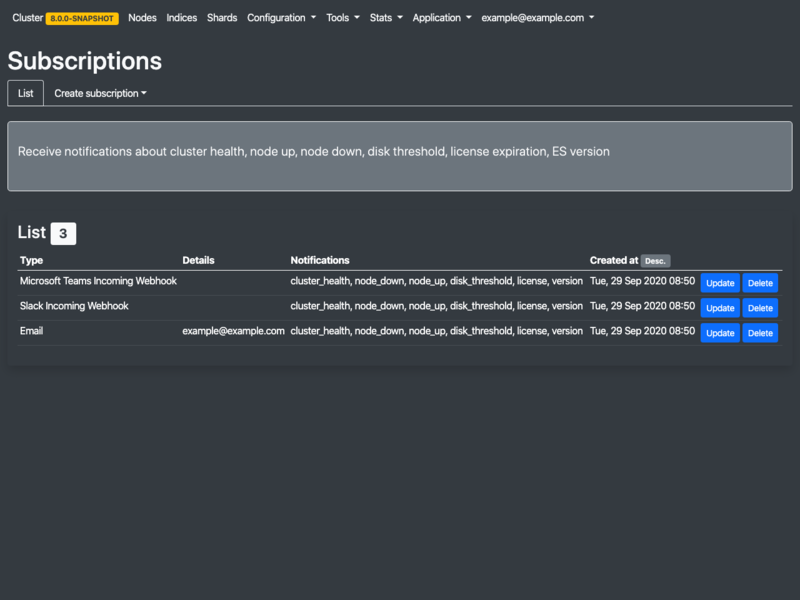 Cluster 8.0.0-SNAPSHOT Nodes Indices Shards Configuration Tools Stats Application example@example.com
Subscriptions
List Create subscription
Receive notifications about cluster health, node up, node down, disk threshold, license expiration, ES version
List 3
Type Details Notifications Created at Desc.
Microsoft Teams Incoming Webhook cluster_health, node_down, node_up, disk_threshold, license, version Tue, 29 Sep 2020 08:50 Update Delete
Slack Incoming Webhook cluster_health, node_down, node_up, disk_threshold, license, version Tue, 29 Sep 2020 08:50 Update Delete
Email example@example.com cluster_health, node_down, node_up, disk_threshold, license, version Tue, 29 Sep 2020 08:50 Update Delete